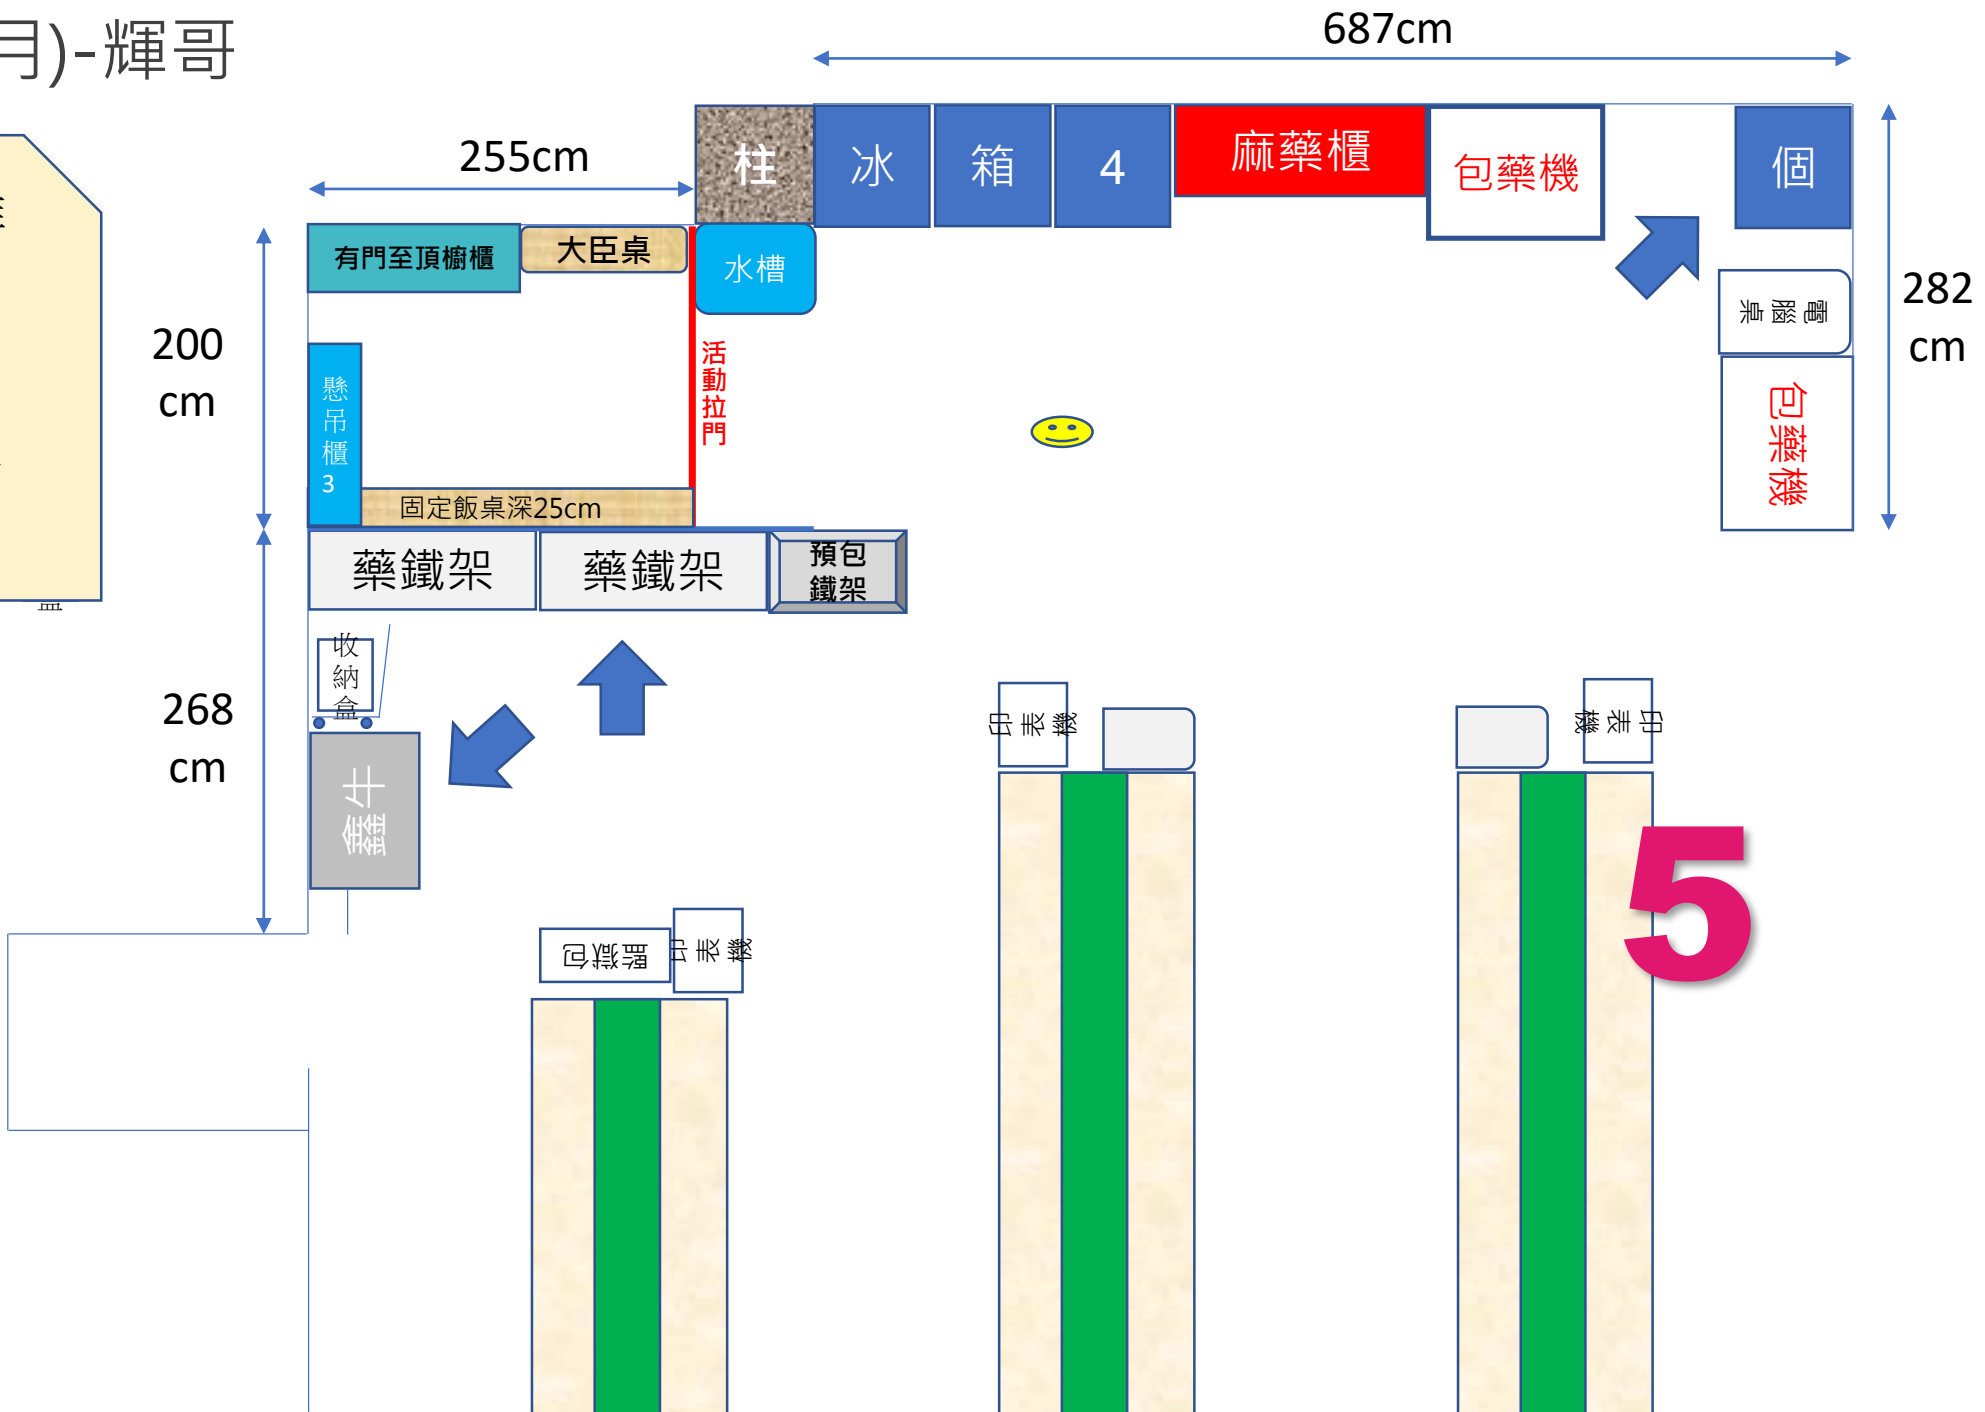 月)-輝哥
687cm
255cm
柱
冰
箱
4
麻藥櫃
包藥機
個
有門至頂櫥櫃
大臣桌
水槽
282
cm
電腦桌
200
cm
活動拉門
懸吊櫃3
包藥機
固定飯桌深25cm
藥鐵架
藥鐵架
預包
鐵架
收納盒
268
cm
印表機
印表機
鑫牛
5
監獄包
印表機